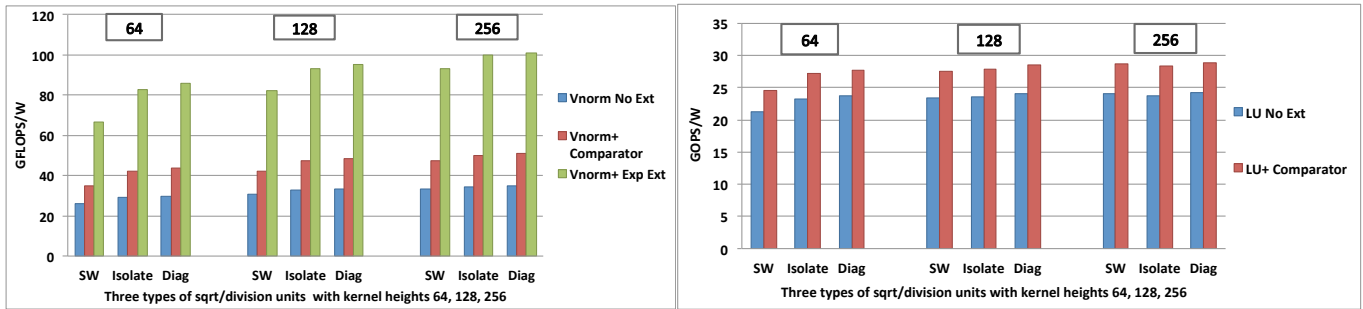 64
128
256
120
100
80
60
40
20
0
GFLOPS/W
SW Isolate Diag
SW Isolate Diag
SW Isolate Diag
Three types of sqrt/division units with kernel heights 64, 128, 256
Vnorm No Ext
Vnorm+
Comparator
Vnorm+ Exp Ext
64
128
256
35
30
25
20
15
10
5
0
GOPS/W
SW Isolate Diag
SW Isolate Diag
SW Isolate Diag
Three types of sqrt/division units with kernel heights 64, 128, 256
LU No Ext
LU+ Comparator